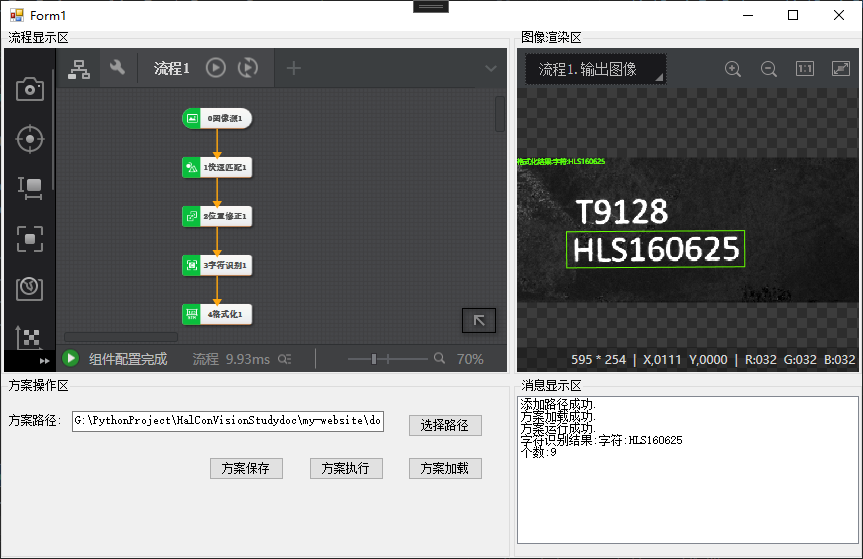 Form1
流程显示区
流程1
0图像源1
1快速匹配1
2位置修正1
3字符识别1
4格式化1
组件配置完成 流程 9.93ms 70%
图像渲染区
流程1.输出图像
1:1
格式化结果:字符:HLS160625
T9128
HLS160625
595 * 254 | X,0111 Y,0000 | R:032 G:032 B:032
方案操作区
方案路径: G:\PythonProject\HalConVisionStudydoc\my-website\do 选择路径
方案保存 方案执行 方案加载
消息显示区
添加路径成功.
方案加载成功.
方案运行成功.
字符识别结果:字符:HLS160625
个数:9